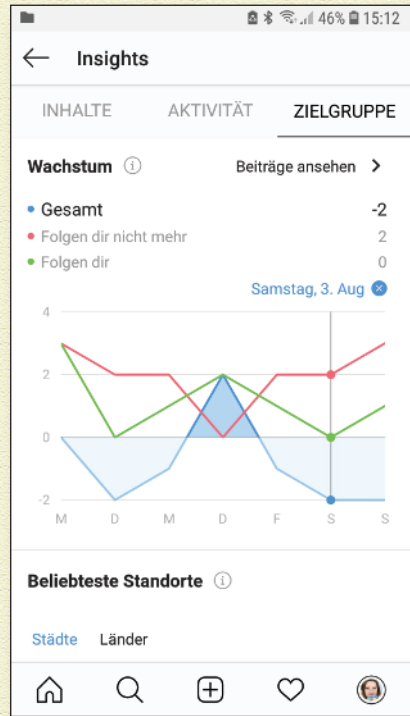 46% 15:12
Insights
INHALTE AKTIVITÄT ZIELGRUPPE
Wachstum Beiträge ansehen
Gesamt -2
Folgen dir nicht mehr 2
Folgen dir 0
Samstag, 3. Aug
4
2
0
-2
M D M D F S S
Beliebteste Standorte
Städte Länder